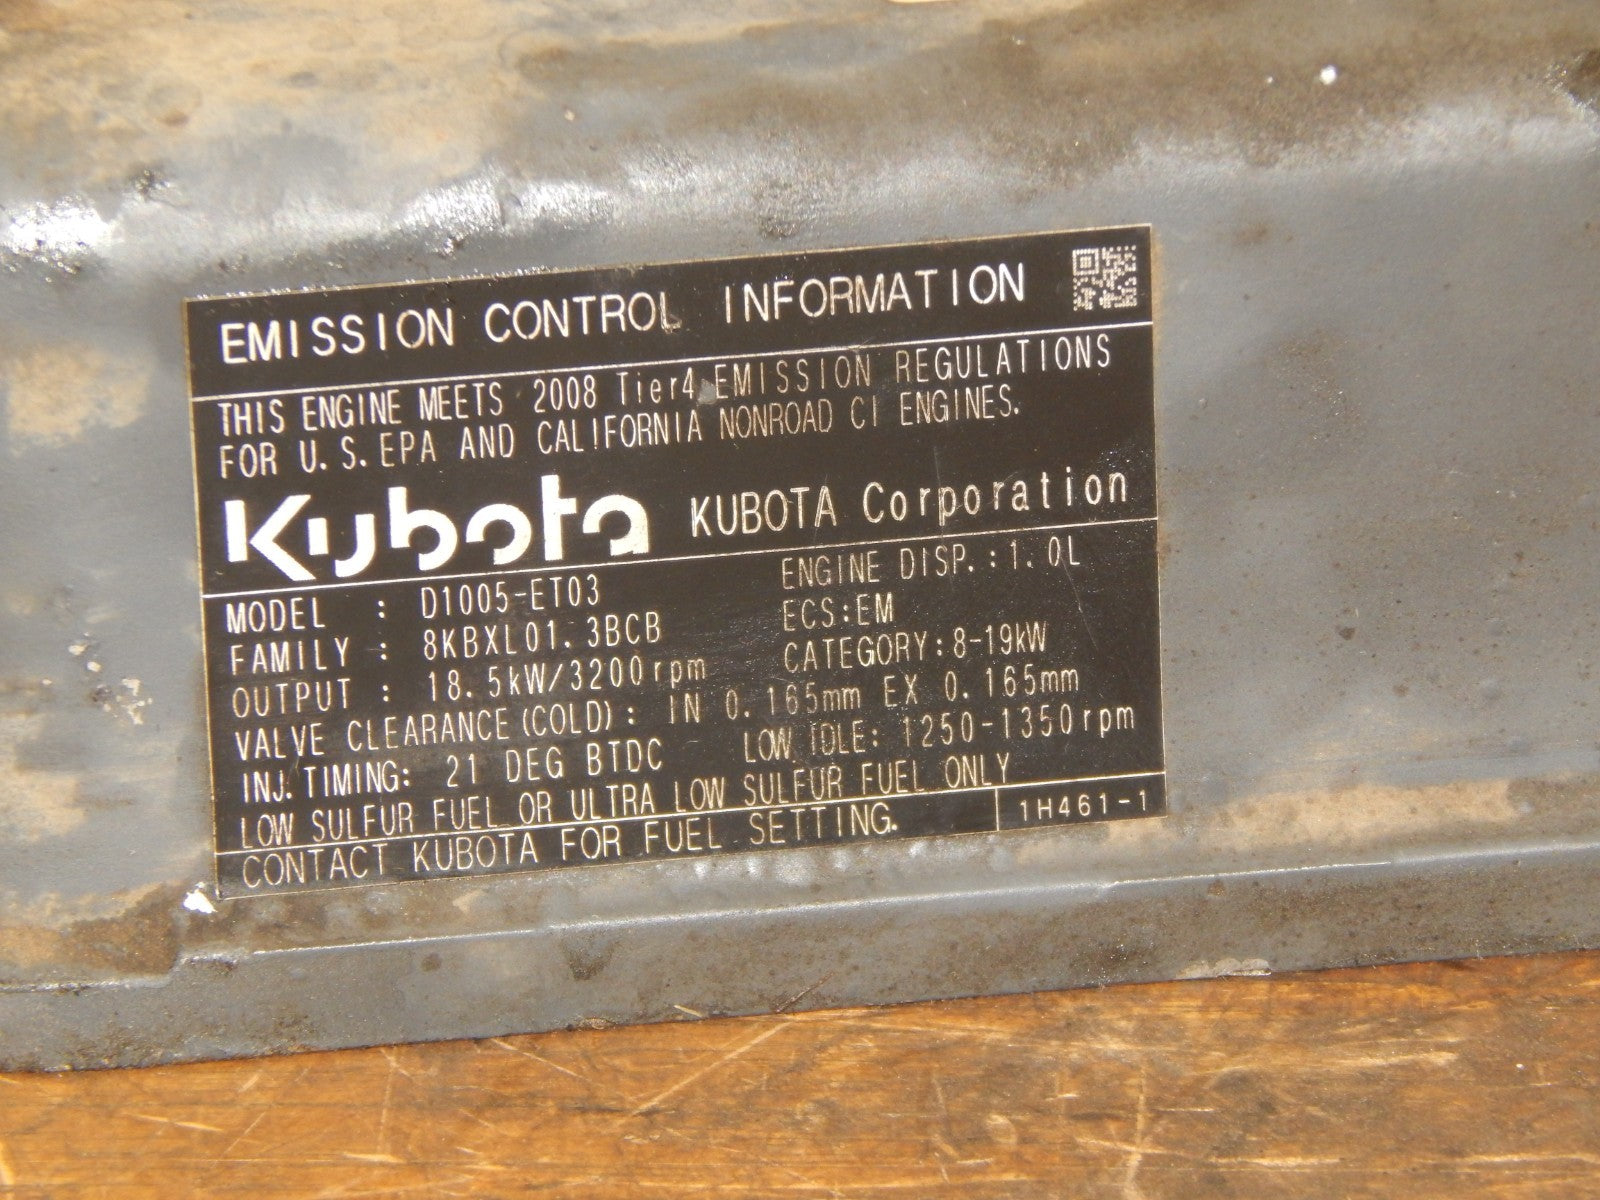 EMISSION CONTROL INFORMATION
THIS ENGINE MEETS 2008 Tier4 EMISSION REGULATIONS
FOR U.S.EPA AND CALIFORNIA NONROAD CI ENGINES.
Kubota KUBOTA Corporation
MODEL : D1005-ET03 ENGINE DISP.:1.0L
FAMILY : 8KBXL01.3BCB ECS:EM
OUTPUT : 18.5kW/3200rpm CATEGORY:8-19kW
VALVE CLEARANCE(COLD): IN 0.165mm EX 0.165mm
INJ.TIMING: 21 DEG BTDC LOW IDLE: 1250-1350rpm
LOW SULFUR FUEL OR ULTRA LOW SULFUR FUEL ONLY
CONTACT KUBOTA FOR FUEL SETTING. 1H461-1